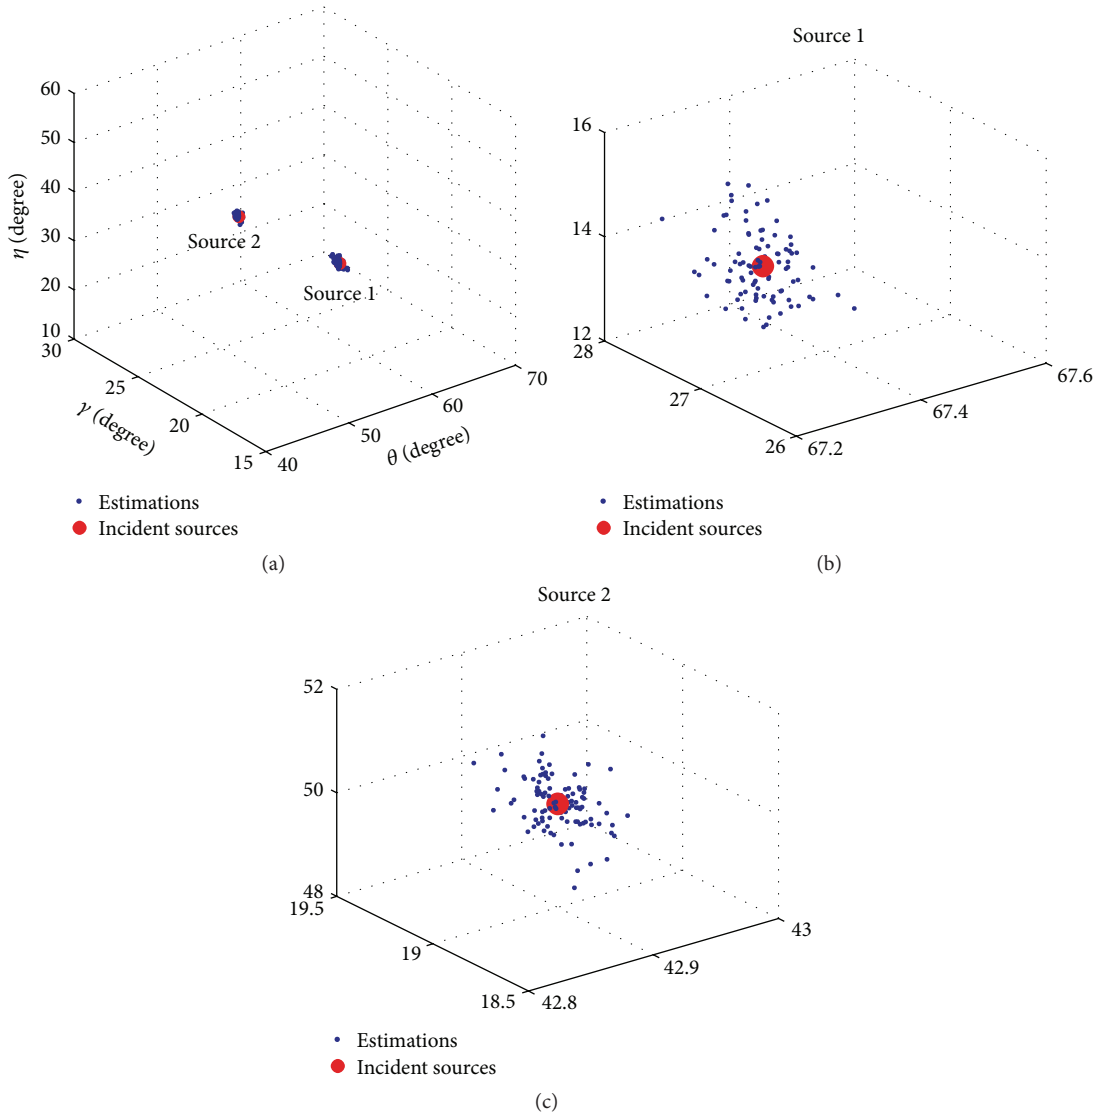 60
50
40
30
20
10
η (degree)
30
25
20
15
γ (degree)
40
50
60
70
θ (degree)
Source 2
Source 1
Estimations
Incident sources
(a)
Source 1
16
14
12
28
27
26
67.2
67.4
67.6
Estimations
Incident sources
(b)
Source 2
52
50
48
19.5
19
18.5
42.8
42.9
43
Estimations
Incident sources
(c)